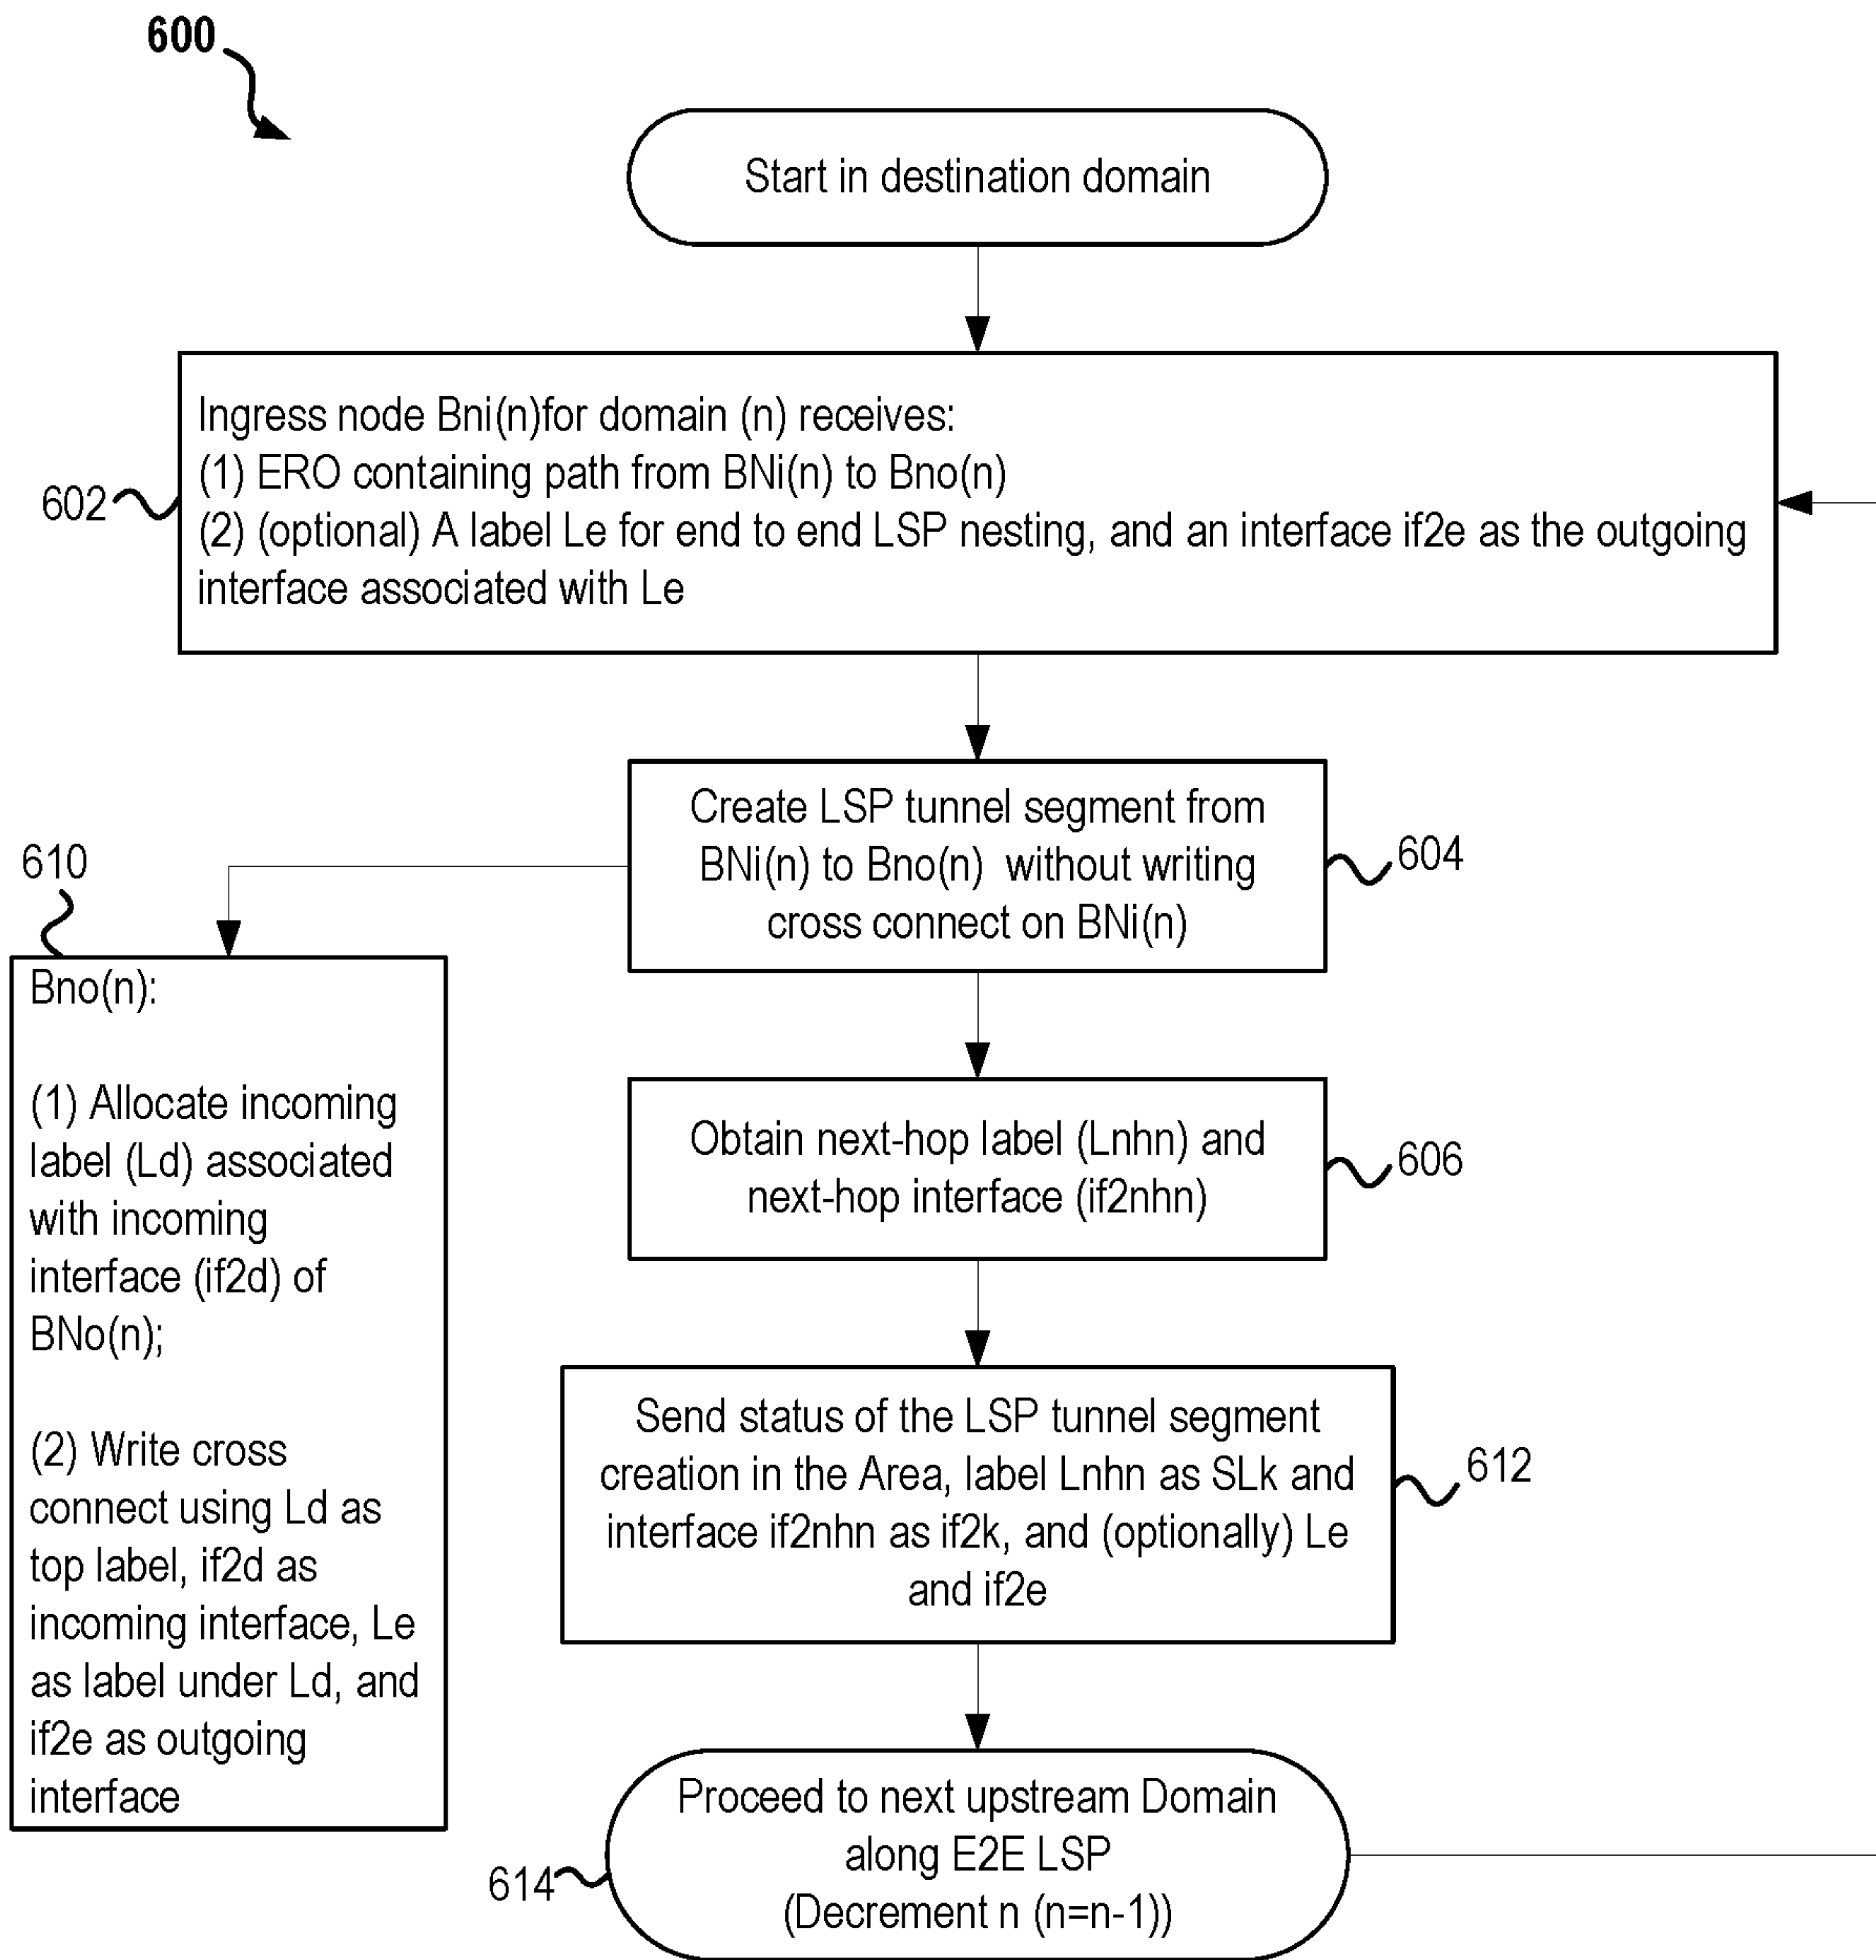 600
Start in destination domain
Ingress node Bni(n)for domain (n) receives:
(1) ERO containing path from BNi(n) to Bno(n)
(2) (optional) A label Le for end to end LSP nesting, and an interface if2e as the outgoing
interface associated with Le
602
Create LSP tunnel segment from
BNi(n) to Bno(n) without writing
cross connect on BNi(n)
604
610
Bno(n):
(1) Allocate incoming
label (Ld) associated
with incoming
interface (if2d) of
BNo(n);
(2) Write cross
connect using Ld as
top label, if2d as
incoming interface, Le
as label under Ld, and
if2e as outgoing
interface
Obtain next-hop label (Lnhn) and
next-hop interface (if2nhn)
606
Send status of the LSP tunnel segment
creation in the Area, label Lnhn as SLk and
interface if2nhn as if2k, and (optionally) Le
and if2e
612
Proceed to next upstream Domain
along E2E LSP
(Decrement n (n=n-1))
614